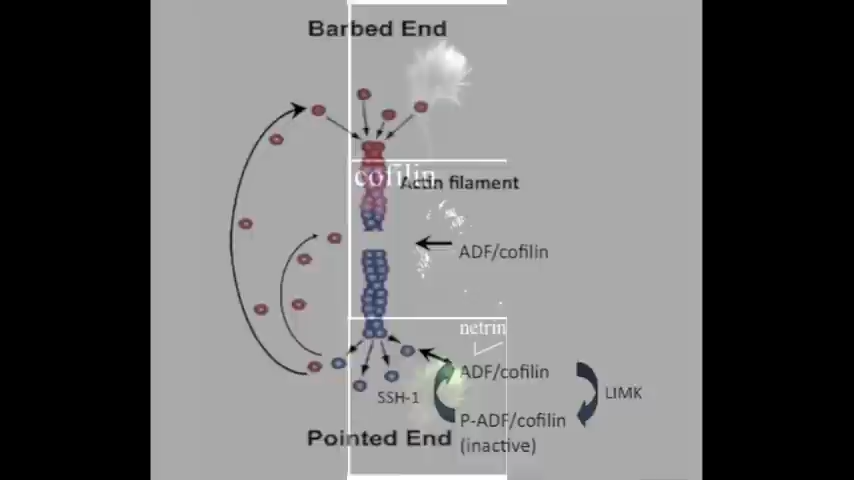 Barbed End
cofilin
Actin filament
ADF/cofilin
netrin
ADF/cofilin
LIMK
SSH-1
P-ADF/cofilin
(inactive)
Pointed End